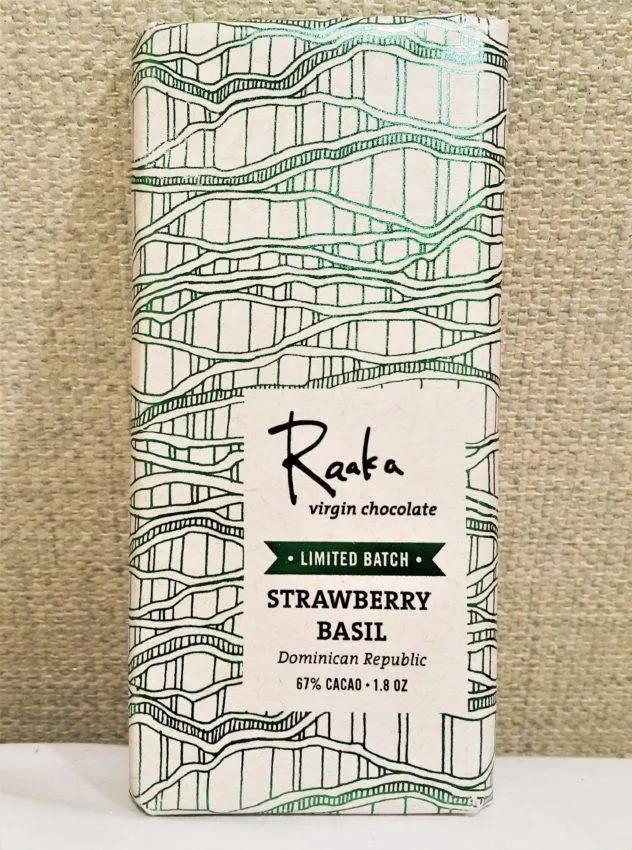 Raaka
virgin chocolate
• LIMITED BATCH •
STRAWBERRY
BASIL
Dominican Republic
67% CACAO • 1.8 OZ